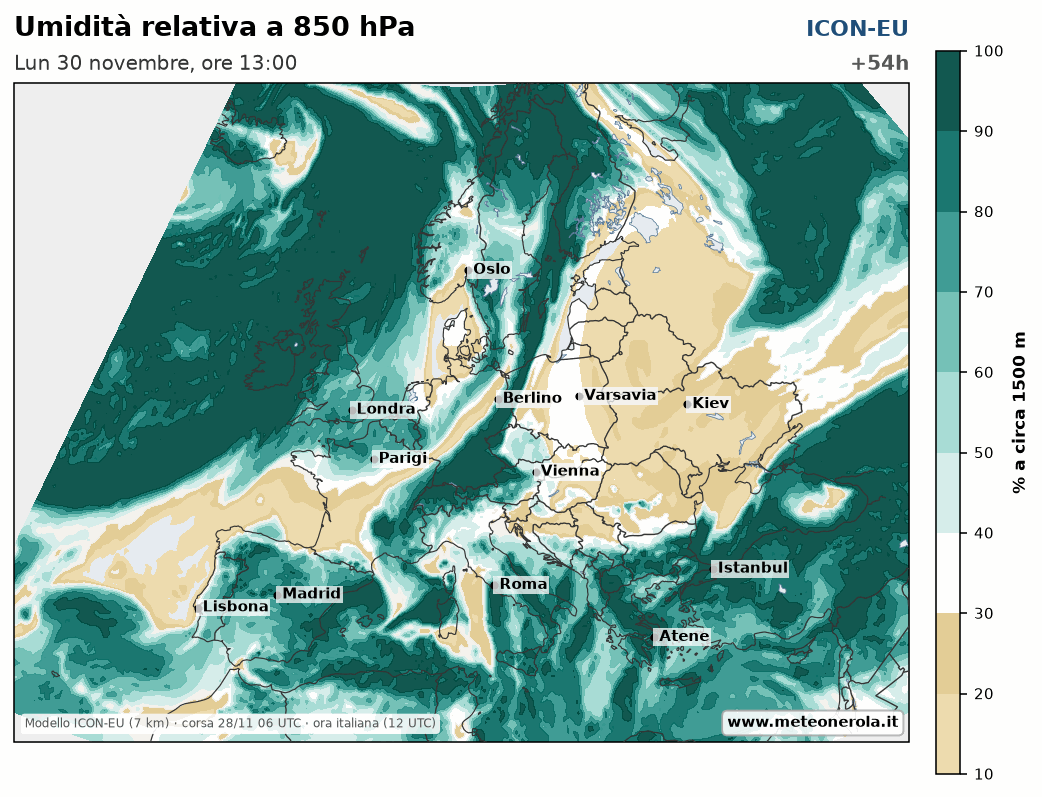 Umidità relativa a 850 hPa
ICON-EU
Lun 30 novembre, ore 13:00
+54h
100
90
80
70
60
50
40
30
20
10
% a circa 1500 m
Oslo
Londra
Berlino
Varsavia
Kiev
Parigi
Vienna
Istanbul
Roma
Madrid
Lisbona
Atene
Modello ICON-EU (7 km) · corsa 28/11 06 UTC · ora italiana (12 UTC)
www.meteonerola.it